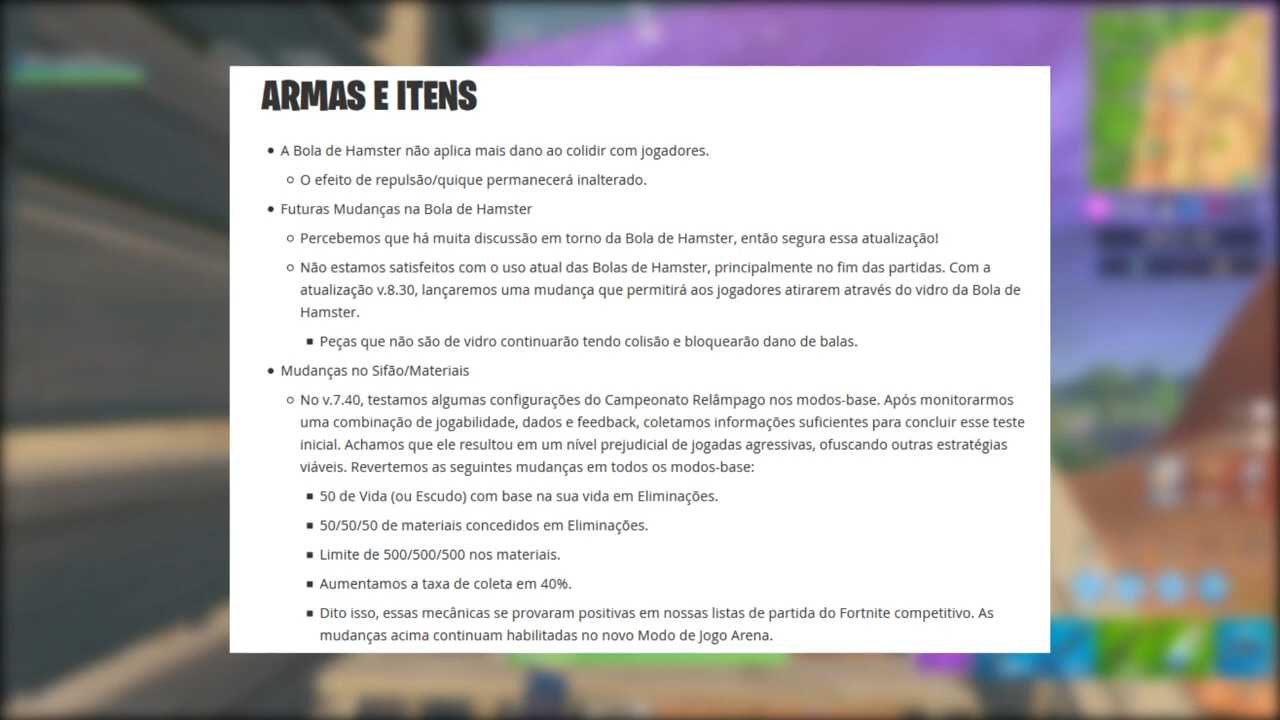 ARMAS E ITENS
• A Bola de Hamster não aplica mais dano ao colidir com jogadores.
○ O efeito de repulsão/quique permanecerá inalterado.
• Futuras Mudanças na Bola de Hamster
○ Percebemos que há muita discussão em torno da Bola de Hamster, então segura essa atualização!
○ Não estamos satisfeitos com o uso atual das Bolas de Hamster, principalmente no fim das partidas. Com a
atualização v.8.30, lançaremos uma mudança que permitirá aos jogadores atirarem através do vidro da Bola de
Hamster.
▪ Peças que não são de vidro continuarão tendo colisão e bloquearão dano de balas.
• Mudanças no Sifão/Materiais
○ No v.7.40, testamos algumas configurações do Campeonato Relâmpago nos modos-base. Após monitorarmos
uma combinação de jogabilidade, dados e feedback, coletamos informações suficientes para concluir esse teste
inicial. Achamos que ele resultou em um nível prejudicial de jogadas agressivas, ofuscando outras estratégias
viáveis. Revertemos as seguintes mudanças em todos os modos-base:
▪ 50 de Vida (ou Escudo) com base na sua vida em Eliminações.
▪ 50/50/50 de materiais concedidos em Eliminações.
▪ Limite de 500/500/500 nos materiais.
▪ Aumentamos a taxa de coleta em 40%.
▪ Dito isso, essas mecânicas se provaram positivas em nossas listas de partida do Fortnite competitivo. As
mudanças acima continuam habilitadas no novo Modo de Jogo Arena.